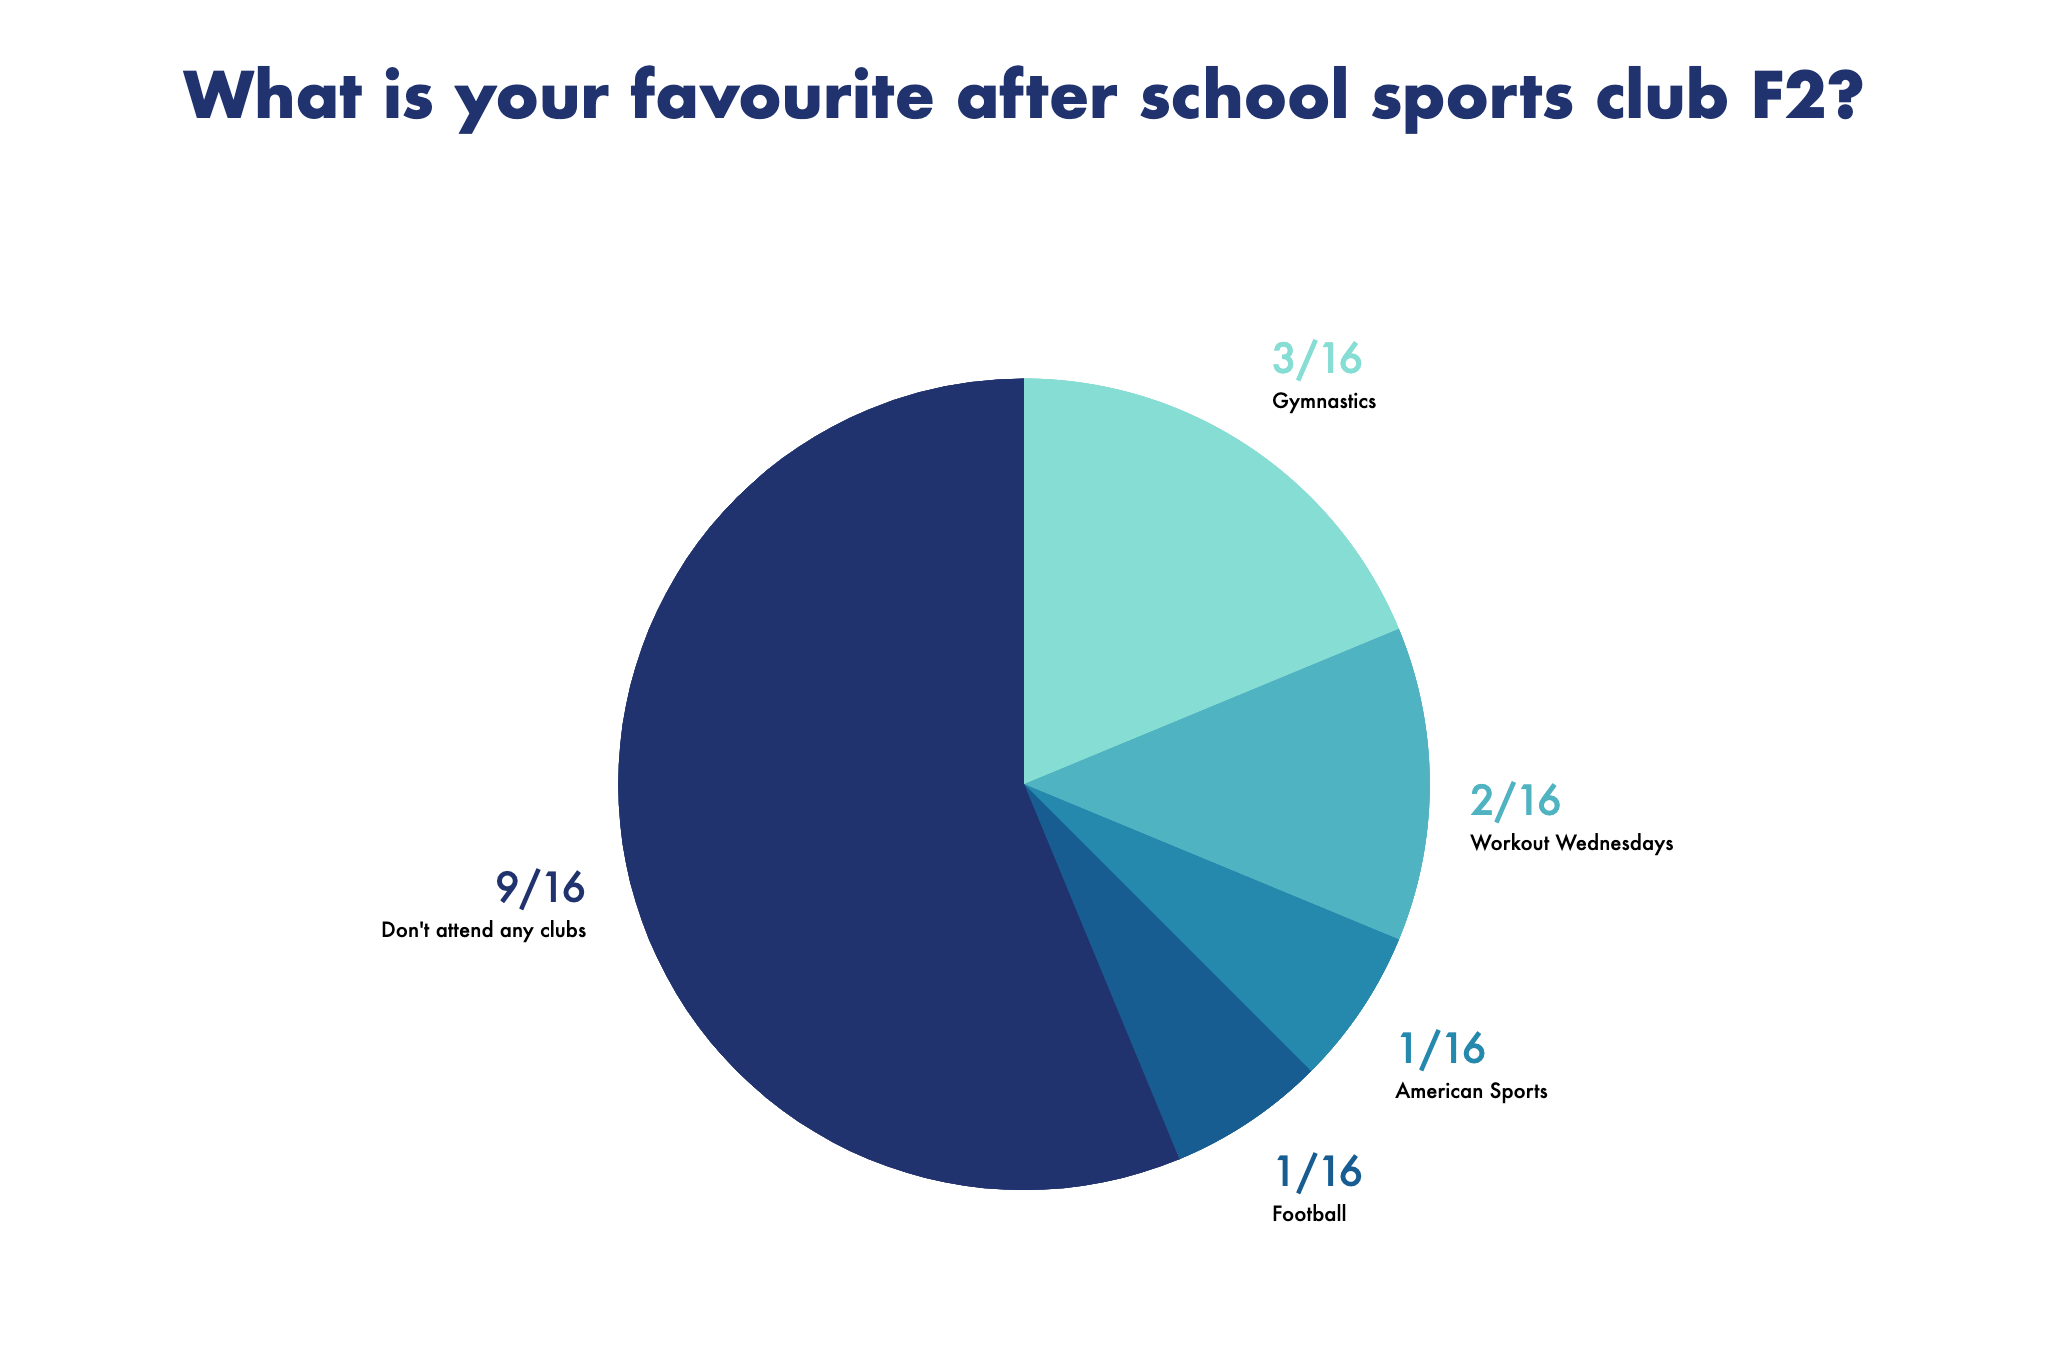 What is your favourite after school sports club F2?
3/16
Gymnastics
2/16
Workout Wednesdays
9/16
Don't attend any clubs
1/16
American Sports
1/16
Football